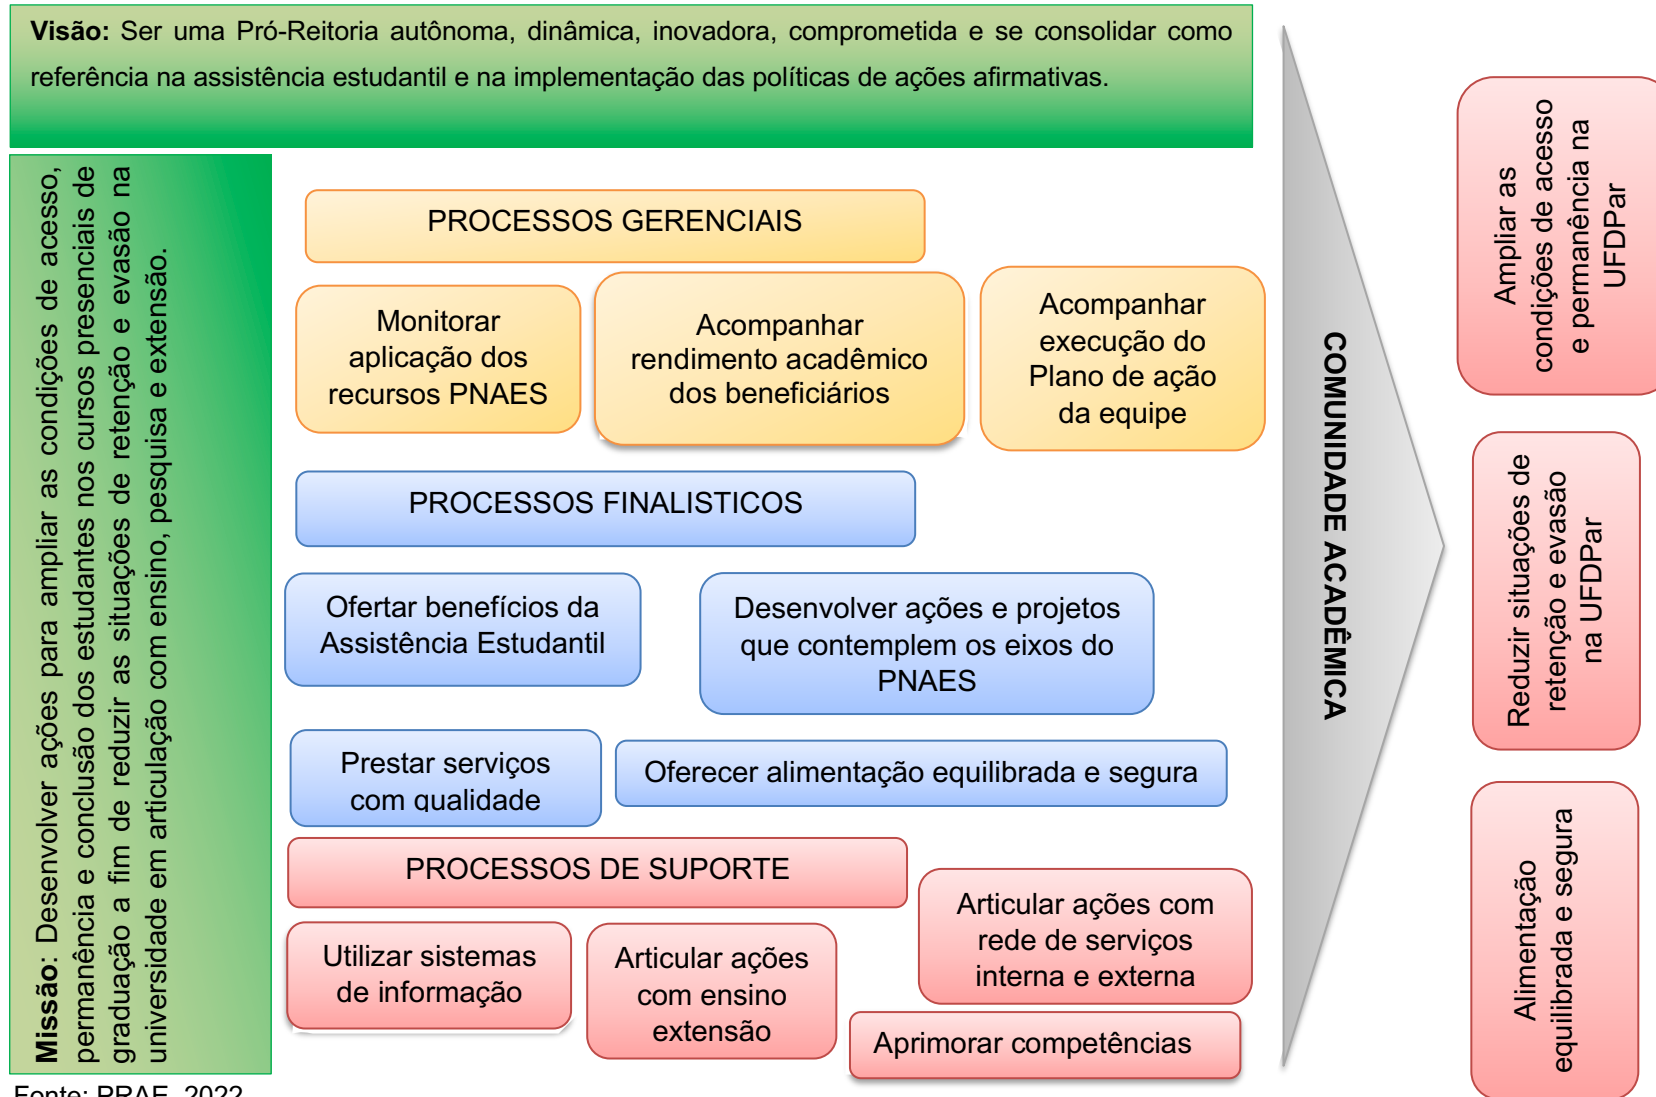 Visão: Ser uma Pró-Reitoria autônoma, dinâmica, inovadora, comprometida e se consolidar como
referência na assistência estudantil e na implementação das políticas de ações afirmativas.
Missão: Desenvolver ações para ampliar as condições de acesso,
permanência e conclusão dos estudantes nos cursos presenciais de
graduação a fim de reduzir as situações de retenção e evasão na
universidade em articulação com ensino, pesquisa e extensão.
PROCESSOS GERENCIAIS
Monitorar
aplicação dos
recursos PNAES
Acompanhar
rendimento acadêmico
dos beneficiários
Acompanhar
execução do
Plano de ação
da equipe
PROCESSOS FINALISTICOS
Ofertar benefícios da
Assistência Estudantil
Desenvolver ações e projetos
que contemplem os eixos do
PNAES
Prestar serviços
com qualidade
Oferecer alimentação equilibrada e segura
PROCESSOS DE SUPORTE
Utilizar sistemas
de informação
Articular ações
com ensino
extensão
Articular ações com
rede de serviços
interna e externa
Aprimorar competências
COMUNIDADE ACADÊMICA
Ampliar as
condições de acesso
e permanência na
UFDPar
Reduzir situações de
retenção e evasão
na UFDPar
Alimentação
equilibrada e segura
Fonte: PRAE, 2022